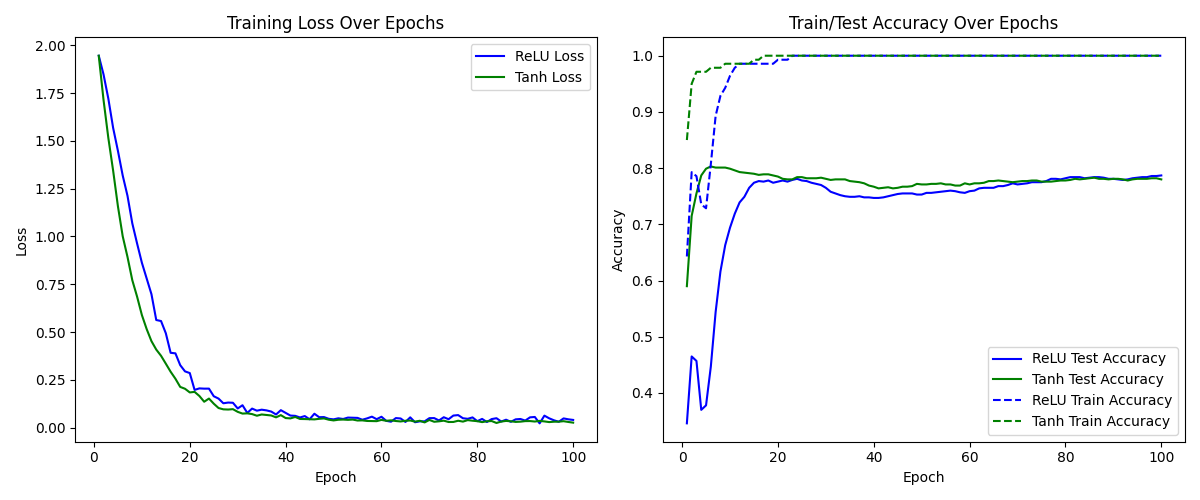 Training Loss Over Epochs
2.00
1.75
1.50
1.25
1.00
0.75
0.50
0.25
0.00
Loss
0
20
40
60
80
100
Epoch
ReLU Loss
Tanh Loss
Train/Test Accuracy Over Epochs
1.0
0.9
0.8
0.7
0.6
0.5
0.4
Accuracy
0
20
40
60
80
100
Epoch
ReLU Test Accuracy
Tanh Test Accuracy
ReLU Train Accuracy
Tanh Train Accuracy